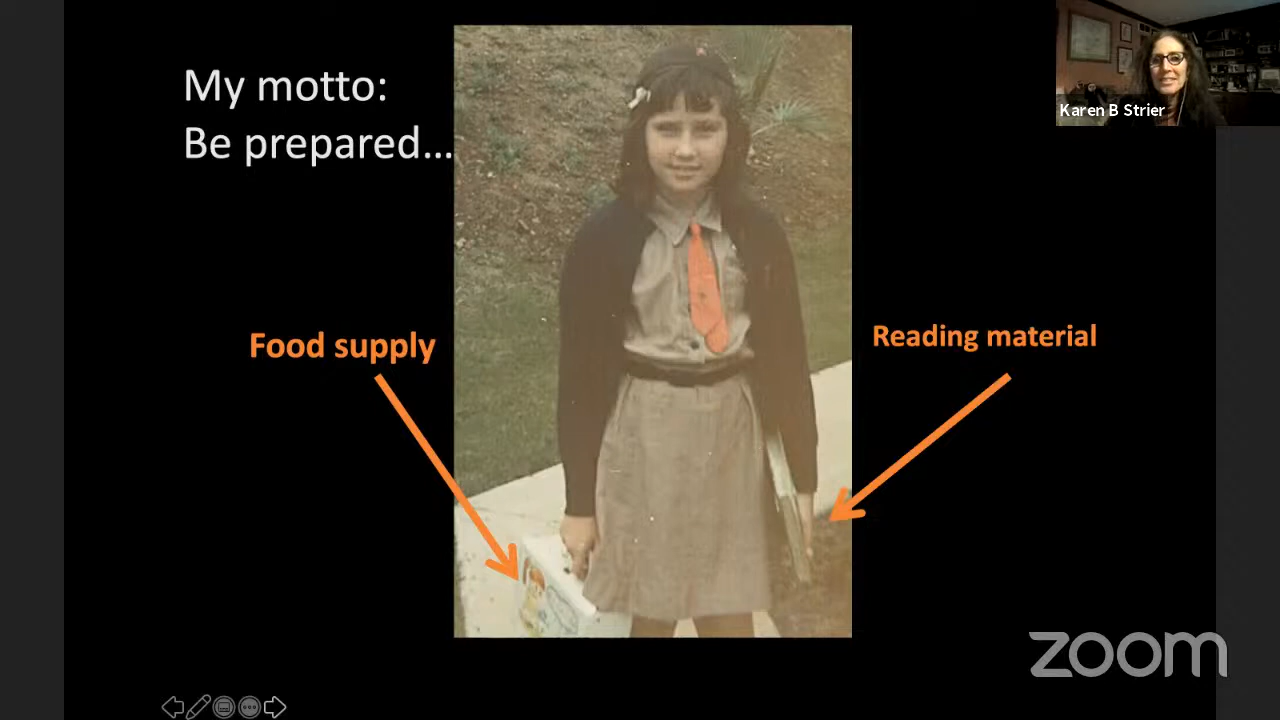 My motto:
Be prepared...
Karen B Strier
Food supply
Reading material
zoom